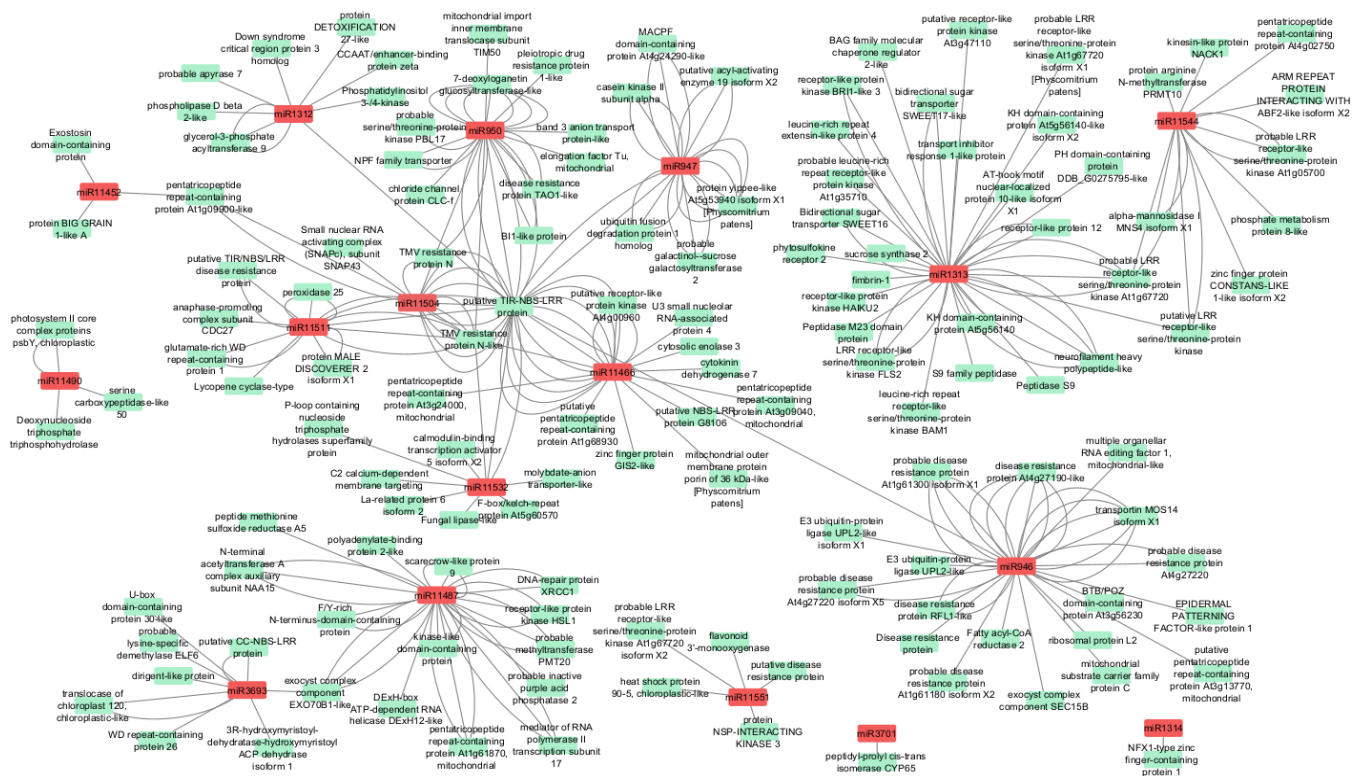 protein
DETOXIFICATION
27-like
Down syndrome
critical region protein 3
homolog
CCAAT/enhancer-binding
protein zeta
probable apyrase 7
Phosphatidylinositol
3-/4-kinase
phospholipase D beta
2-like
miR1312
glycerol-3-phosphate
acyltransferase 9
probable
serine/threonine-protein
kinase PBL17
mitochondrial import
inner membrane
translocase subunit
TIM50
pleiotropic drug
resistance protein
1-like
7-deoxyloganetin
glucosyltransferase-like
miR950
band 3 anion transport
protein-like
elongation factor Tu,
mitochondrial
NPF family transporter
chloride channel
protein CLC-f
disease resistance
protein TAO1-like
BI1-like protein
MACPF
domain-containing
protein At4g24290-like
casein kinase II
subunit alpha
putative acyl-activating
enzyme 19 isoform X2
miR947
protein yippee-like
At5g53940 isoform X1
[Physcomitrium
patens]
ubiquitin fusion
degradation protein 1
homolog
probable
galactinol--sucrose
galactosyltransferase
2
Exostosin
domain-containing
protein
miR11452
protein BIG GRAIN
1-like A
pentatricopeptide
repeat-containing
protein At1g09900-like
Small nuclear RNA
activating complex
(SNAPc), subunit
SNAP43
TMV resistance
protein N
putative TIR/NBS/LRR
disease resistance
protein
peroxidase 25
miR11504
putative TIR-NBS-LRR
protein
anaphase-promoting
complex subunit
CDC27
miR11511
TMV resistance
protein N-like
glutamate-rich WD
repeat-containing
protein 1
protein MALE
DISCOVERER 2
isoform X1
Lycopene cyclase-type
photosystem II core
complex proteins
psbY, chloroplastic
miR11490
serine
carboxypeptidase-like
50
Deoxynucleoside
triphosphate
triphosphohydrolase
putative receptor-like
protein kinase
At4g00960
U3 small nucleolar
RNA-associated
protein 4
cytosolic enolase 3
cytokinin
dehydrogenase 7
miR11466
pentatricopeptide
repeat-containing
protein At3g24000,
mitochondrial
putative
pentatricopeptide
repeat-containing
protein At1g68930
putative NBS-LRR
protein G8106
pentatricopeptide
repeat-containing
protein At3g09040,
mitochondrial
zinc finger protein
GIS2-like
mitochondrial outer
membrane protein
porin of 36 kDa-like
[Physcomitrium
patens]
P-loop containing
nucleoside
triphosphate
hydrolases superfamily
protein
calmodulin-binding
transcription activator
5 isoform X2
C2 calcium-dependent
membrane targeting
molybdate-anion
transporter-like
miR11532
La-related protein 6
isoform 2
F-box/kelch-repeat
protein At5g60570
Fungal lipase-like
putative receptor-like
protein kinase
At3g47110
BAG family molecular
chaperone regulator
2-like
probable LRR
receptor-like
serine/threonine-protein
kinase At1g67720
isoform X1
[Physcomitrium
patens]
receptor-like protein
kinase BRI1-like 3
bidirectional sugar
transporter
SWEET17-like
leucine-rich repeat
extensin-like protein 4
KH domain-containing
protein At5g56140-like
isoform X2
transport inhibitor
response 1-like protein
PH domain-containing
protein
DDB_G0275795-like
probable leucine-rich
repeat receptor-like
protein kinase
At1g35710
AT-hook motif
nuclear-localized
protein 10-like isoform
X1
Bidirectional sugar
transporter SWEET16
receptor-like protein 12
phytosulfokine
receptor 2
sucrose synthase 2
fimbrin-1
miR1313
probable LRR
receptor-like
serine/threonine-protein
kinase At1g67720
receptor-like protein
kinase HAIKU2
Peptidase M23 domain
protein
KH domain-containing
protein At5g56140
LRR receptor-like
serine/threonine-protein
kinase FLS2
S9 family peptidase
Peptidase S9
neurofilament heavy
polypeptide-like
leucine-rich repeat
receptor-like
serine/threonine-protein
kinase BAM1
pentatricopeptide
repeat-containing
protein At4g02750
kinesin-like protein
NACK1
protein arginine
N-methyltransferase
PRMT10
ARM REPEAT
PROTEIN
INTERACTING WITH
ABF2-like isoform X2
miR11544
probable LRR
receptor-like
serine/threonine-protein
kinase At1g05700
alpha-mannosidase I
MNS4 isoform X1
phosphate metabolism
protein 8-like
zinc finger protein
CONSTANS-LIKE
1-like isoform X2
putative LRR
receptor-like
serine/threonine-protein
kinase
peptide methionine
sulfoxide reductase A5
polyadenylate-binding
protein 2-like
scarecrow-like protein
9
N-terminal
acetyltransferase A
complex auxiliary
subunit NAA15
DNA-repair protein
XRCC1
miR11487
F/Y-rich
N-terminus-domain-containing
protein
receptor-like protein
kinase HSL1
kinase-like
domain-containing
protein
probable
methyltransferase
PMT20
probable inactive
purple acid
phosphatase 2
exocyst complex
component
EXO70B1-like
DExH-box
ATP-dependent RNA
helicase DExH12-like
pentatricopeptide
repeat-containing
protein At1g61870,
mitochondrial
mediator of RNA
polymerase II
transcription subunit
17
U-box
domain-containing
protein 30-like
probable
lysine-specific
demethylase ELF6
putative CC-NBS-LRR
protein
dirigent-like protein
miR3693
translocase of
chloroplast 120,
chloroplastic-like
WD repeat-containing
protein 26
3R-hydroxymyristoyl-
dehydratase-hydroxymyristoyl
ACP dehydrase
isoform 1
probable LRR
receptor-like
serine/threonine-protein
kinase At1g67720
isoform X2
flavonoid
3'-monooxygenase
putative disease
resistance protein
heat shock protein
90-5, chloroplastic-like
miR11551
protein
NSP-INTERACTING
KINASE 3
probable disease
resistance protein
At1g61300 isoform X1
disease resistance
protein At4g27190-like
multiple organellar
RNA editing factor 1,
mitochondrial-like
transportin MOS14
isoform X1
E3 ubiquitin-protein
ligase UPL2-like
isoform X1
E3 ubiquitin-protein
ligase UPL2-like
miR946
probable disease
resistance protein
At4g27220
probable disease
resistance protein
At4g27220 isoform X5
disease resistance
protein RFL1-like
BTB/POZ
domain-containing
protein At3g56230
EPIDERMAL
PATTERNING
FACTOR-like protein 1
Disease resistance
protein
Fatty acyl-CoA
reductase 2
ribosomal protein L2
probable disease
resistance protein
At1g61180 isoform X2
exocyst complex
component SEC15B
mitochondrial
substrate carrier family
protein C
putative
pentatricopeptide
repeat-containing
protein At3g13770,
mitochondrial
miR3701
peptidyl-prolyl cis-trans
isomerase CYP65
miR1314
NFX1-type zinc
finger-containing
protein 1